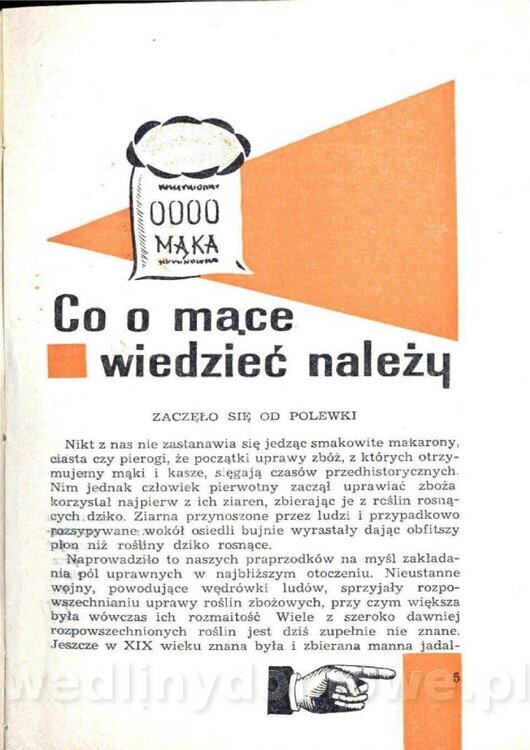 0000
MĄKA
Co o mące
wiedzieć należy
ZACZĘŁO SIĘ OD POLEWKI
Nikt z nas nie zastanawia się jedząc smakowite makarony,
ciasta czy pierogi, że początki uprawy zbóż, z których otrzy-
mujemy mąki i kasze, sięgają czasów przedhistorycznych.
Nim jednak człowiek pierwotny zaczął uprawiać zboża
korzystał najpierw z ich ziaren, zbierając je z rcślin rosną-
cych dziko. Ziarna przynoszone przez ludzi i przypadkowo
rozsypywane wokół osiedli bujnie wyrastały dając obfitszy
plon niż rośliny dziko rosnące.
Naprowadziło to naszych praprzodków na myśl zakłada-
nia pól uprawnych w najbliższym otoczeniu. Nieustanne
wojny, powodujące wędrówki ludów, sprzyjały rozpo-
wszechnianiu uprawy roślin zbożowych, przy czym większa
była wówczas ich rozmaitość Wiele z szeroko dawniej
rozpowszechnionych roślin jest dziś zupełnie nie znane.
Jeszcze w XIX wieku znana była i zbierana manna jadal-
5
wedlinydomowe.pl